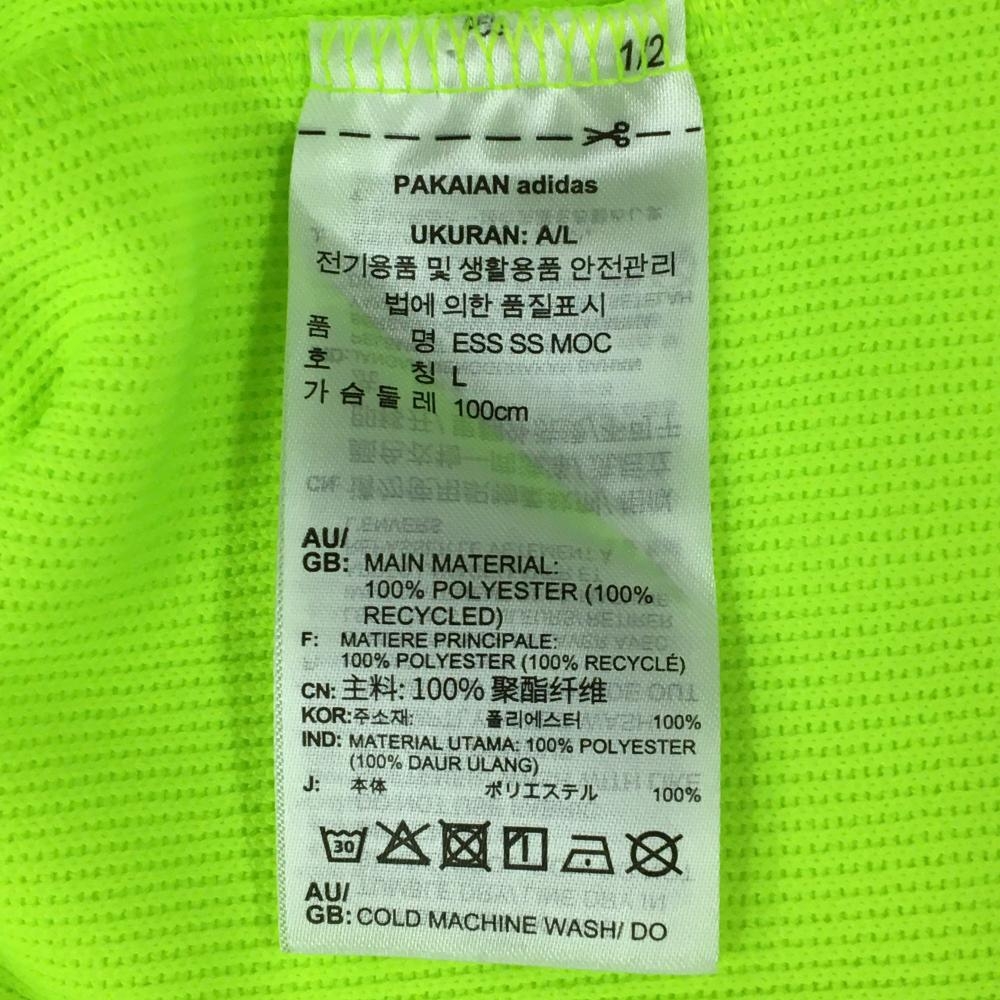 1/2
PAKAIAN adidas
UKURAN: A/L
전기용품 및 생활용품 안전관리
법에 의한 품질표시
품 명 ESS SS MOC
호 칭 L
가 슴 둘 레 100cm
AU/
GB: MAIN MATERIAL:
100% POLYESTER (100%
RECYCLED)
F: MATIERE PRINCIPALE:
100% POLYESTER (100% RECYCLÉ)
CN: 主料: 100% 聚酯纤维
KOR:주소재: 폴리에스터 100%
IND: MATERIAL UTAMA: 100% POLYESTER
(100% DAUR ULANG)
J: 本体 ポリエステル 100%
30
AU/
GB: COLD MACHINE WASH/ DO